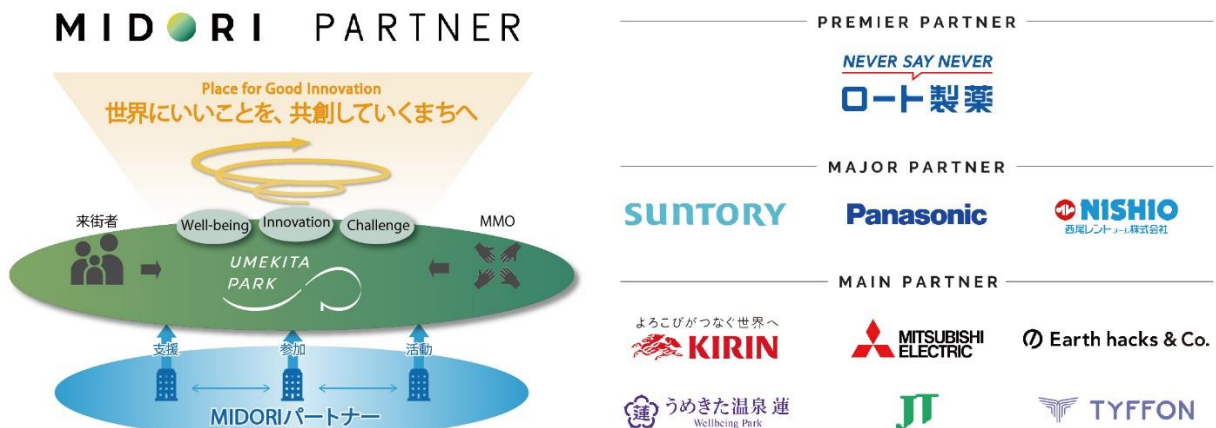 MIDORI PARTNER
Place for Good Innovation
世界にいいことを、共創していくまちへ
来街者
Well-being
Innovation
Challenge
MMO
UMEKITA
PARK
支援
参加
活動
MIDORIパートナー
PREMIER PARTNER
NEVER SAY NEVER
ロート製薬
MAJOR PARTNER
SUNTORY
Panasonic
NISHIO
西尾レントオール株式会社
MAIN PARTNER
よろこびがつなぐ世界へ
KIRIN
MITSUBISHI
ELECTRIC
Earth hacks & Co.
蓮 うめきた温泉 蓮
Wellbeing Park
JT
TYFFON